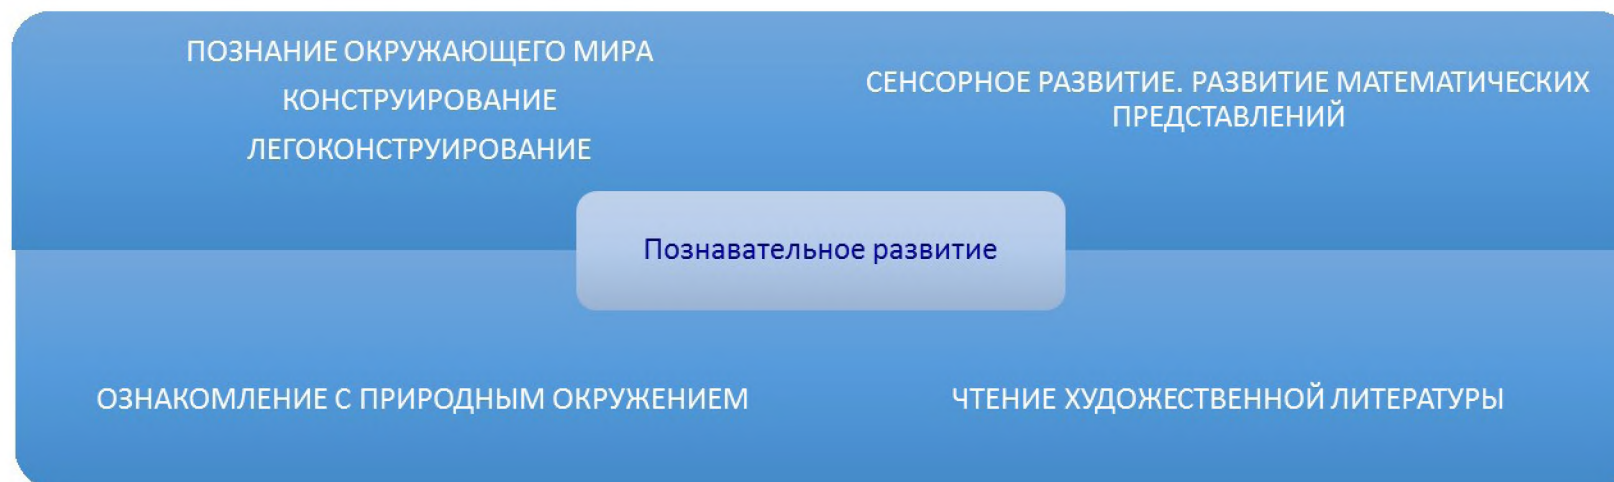 ПОЗНАНИЕ ОКРУЖАЮЩЕГО МИРА
КОНСТРУИРОВАНИЕ
ЛЕГОКОНСТРУИРОВАНИЕ
СЕНСОРНОЕ РАЗВИТИЕ. РАЗВИТИЕ МАТЕМАТИЧЕСКИХ
ПРЕДСТАВЛЕНИЙ
Познавательное развитие
ОЗНАКОМЛЕНИЕ С ПРИРОДНЫМ ОКРУЖЕНИЕМ
ЧТЕНИЕ ХУДОЖЕСТВЕННОЙ ЛИТЕРАТУРЫ